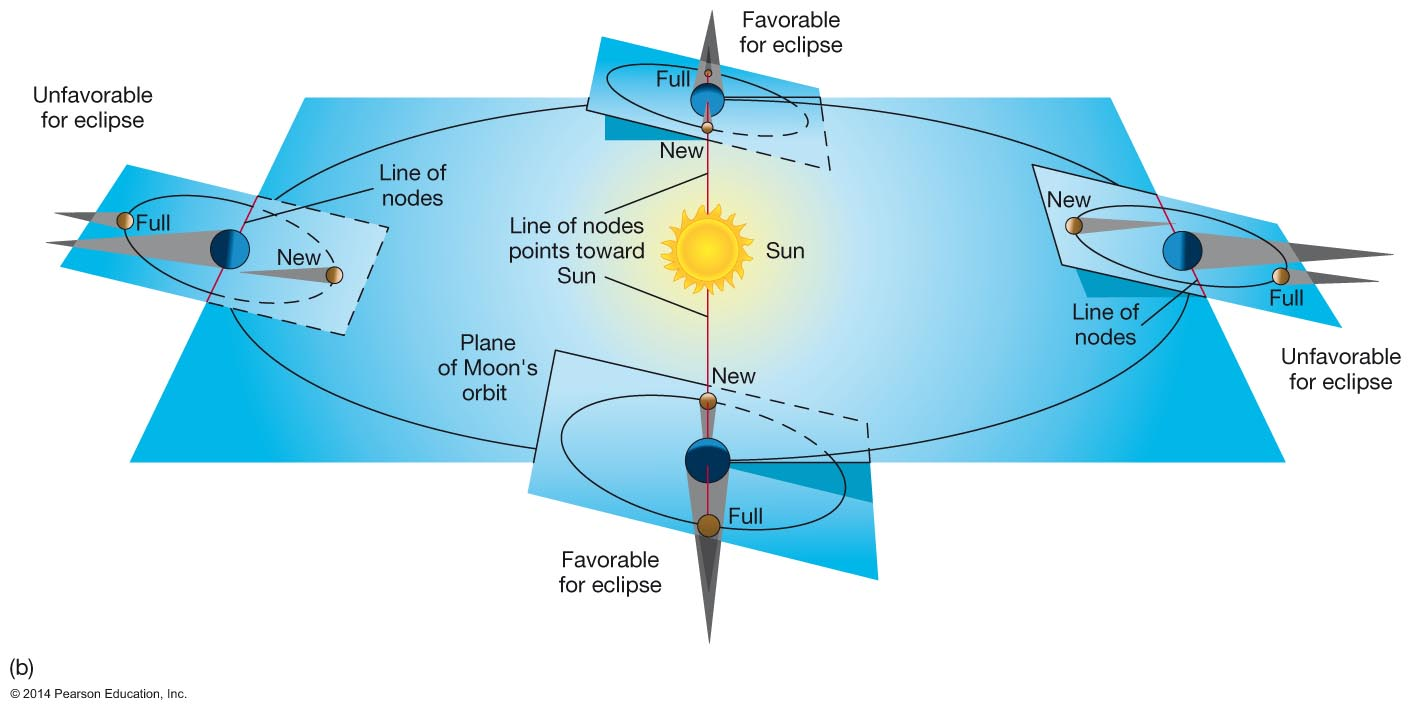 Favorable
for eclipse
Unfavorable
for eclipse
Full
New
Line of
nodes
Full
New
Line of nodes
points toward
Sun
Sun
New
Full
Line of
nodes
Unfavorable
for eclipse
Plane
of Moon's
orbit
New
Full
Favorable
for eclipse
(b)
© 2014 Pearson Education, Inc.